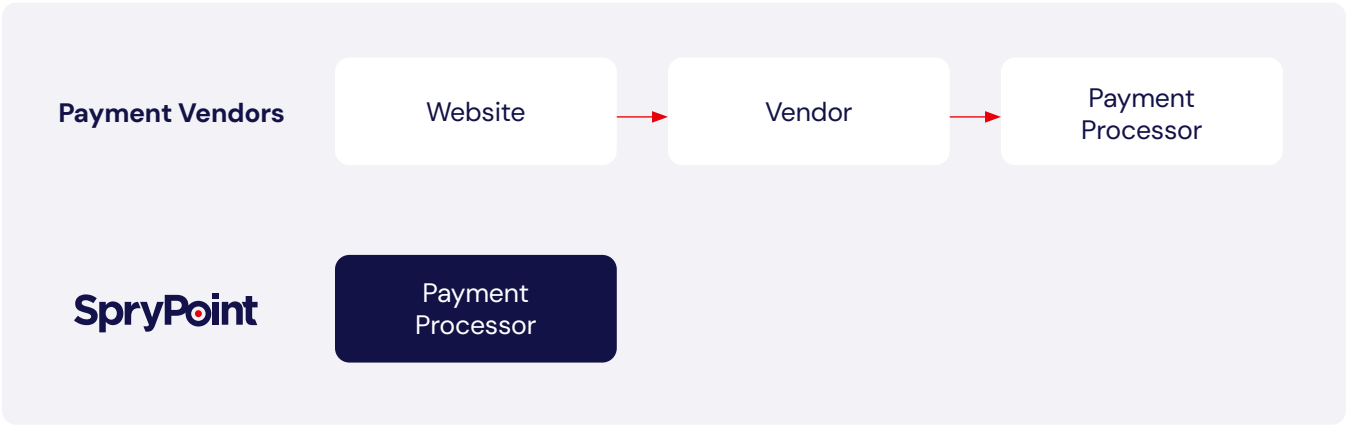 Payment Vendors
Website
Vendor
Payment
Processor
SpryPoint
Payment
Processor